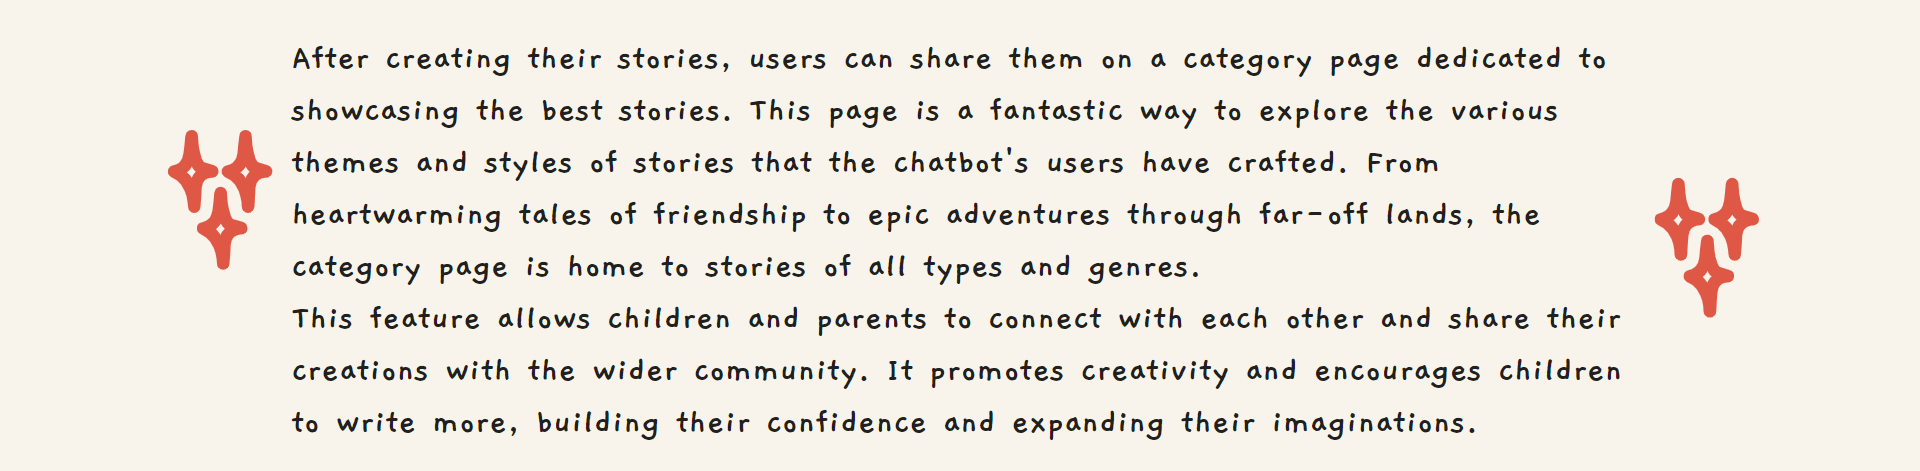 After creating their stories, users can share them on a category page dedicated to
showcasing the best stories. This page is a fantastic way to explore the various
themes and styles of stories that the chatbot's users have crafted. From
heartwarming tales of friendship to epic adventures through far-off lands, the
category page is home to stories of all types and genres.
This feature allows children and parents to connect with each other and share their
creations with the wider community. It promotes creativity and encourages children
to write more, building their confidence and expanding their imaginations.